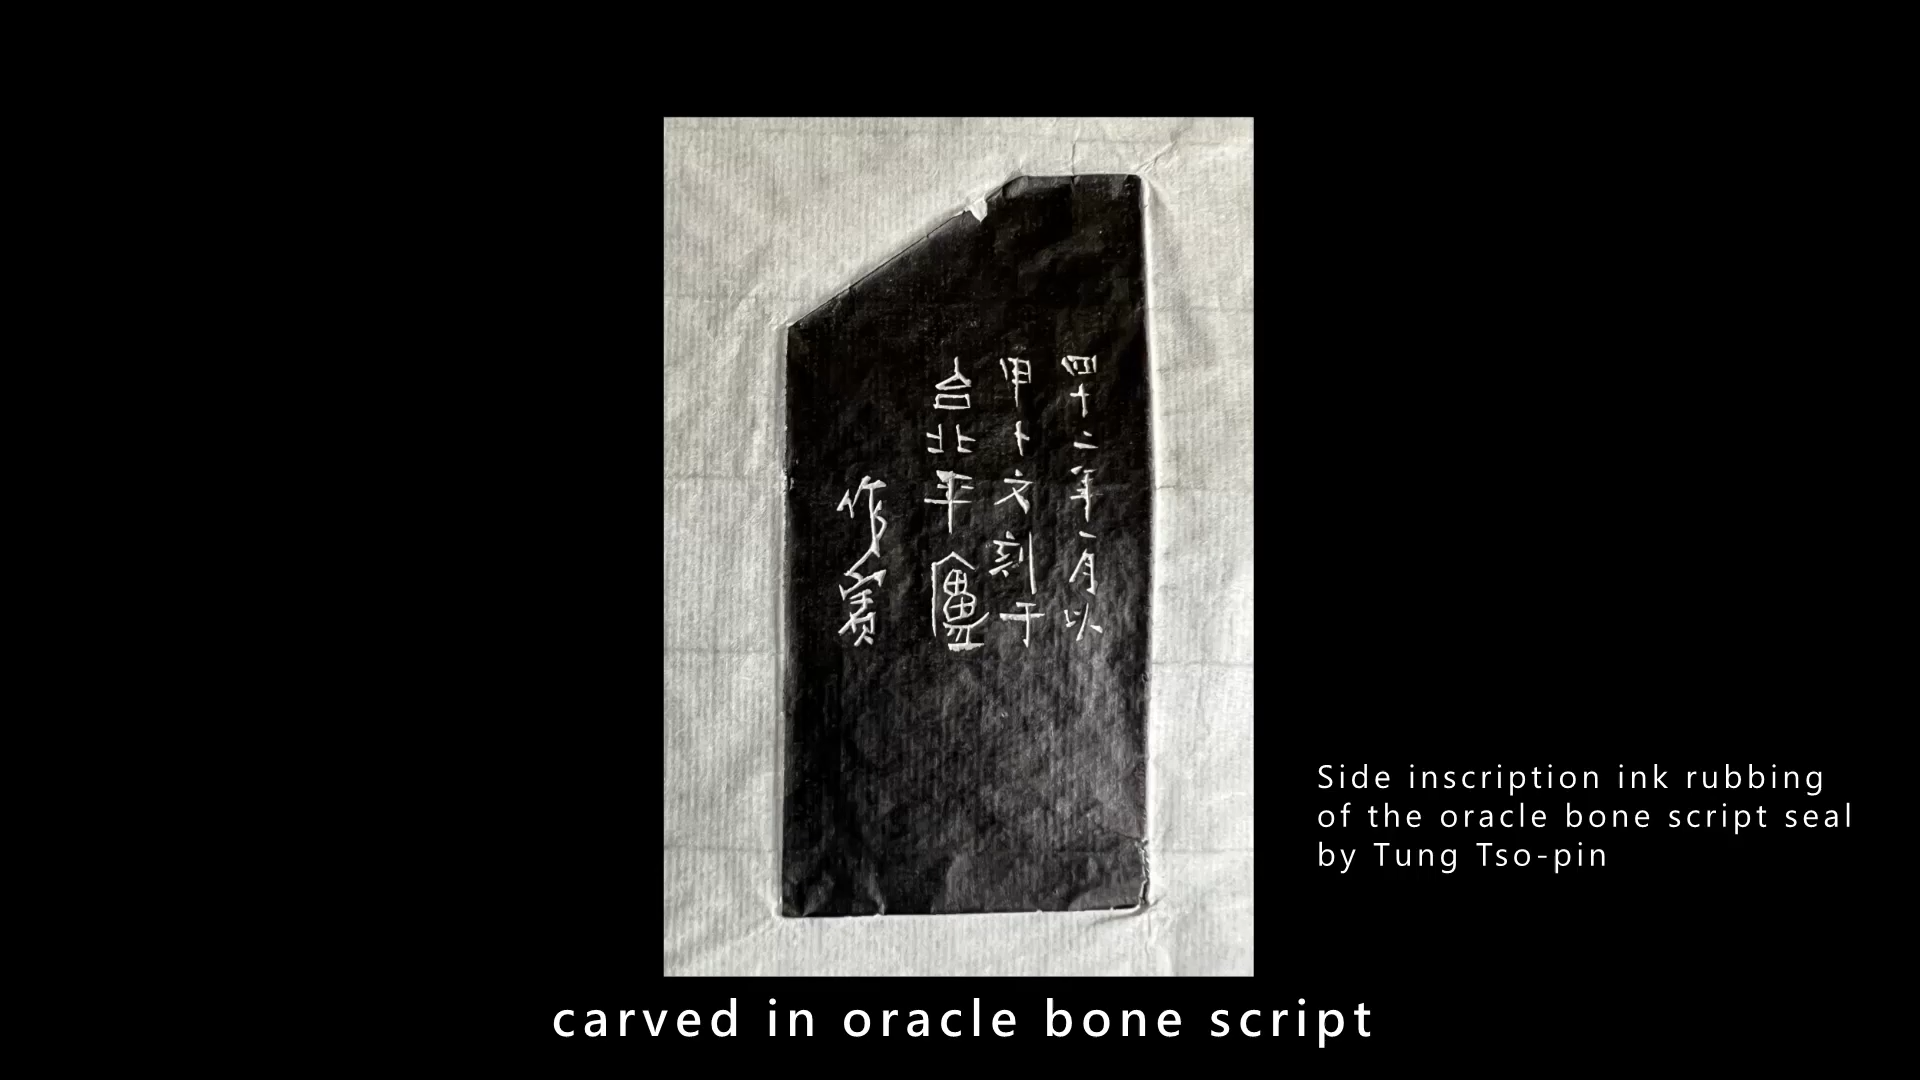 四十二年一月以
甲卜文刻于
台北平廬
作賓
Side inscription ink rubbing
of the oracle bone script seal
by Tung Tso-pin
carved in oracle bone script